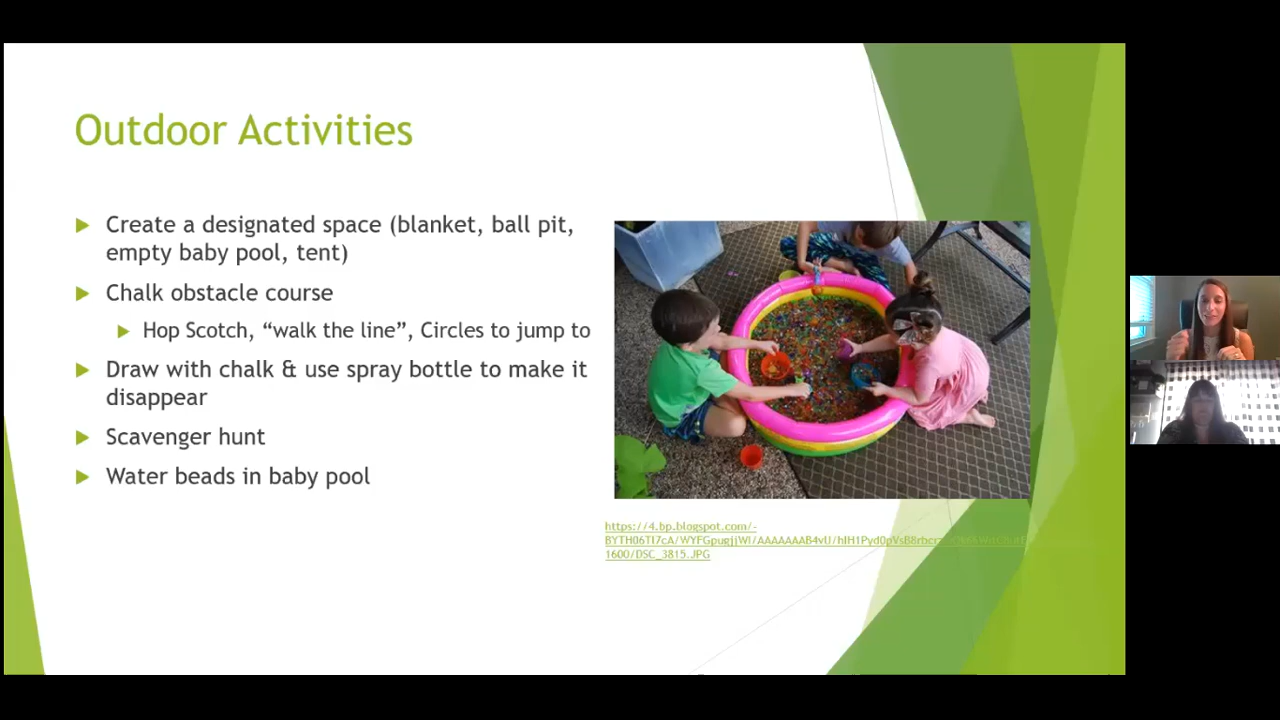 Outdoor Activities
Create a designated space (blanket, ball pit,
empty baby pool, tent)
Chalk obstacle course
Hop Scotch, “walk the line”, Circles to jump to
Draw with chalk & use spray bottle to make it
disappear
Scavenger hunt
Water beads in baby pool
https://4.bp.blogspot.com/-
1600/DSC_3815.JPG